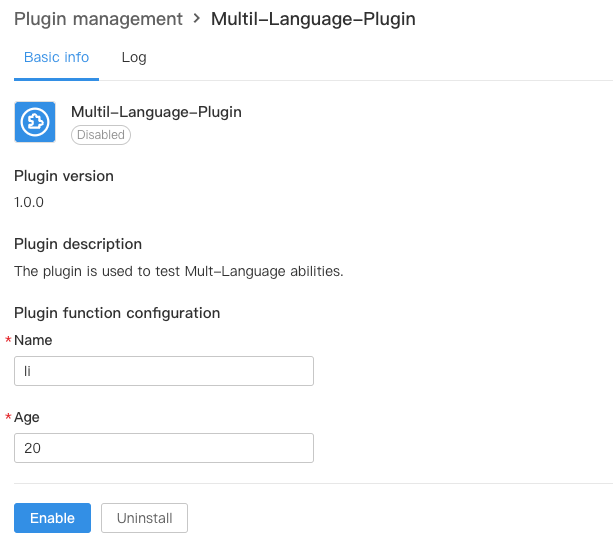 Plugin management > Multil-Language-Plugin
Basic info Log
Multil-Language-Plugin
Disabled
Plugin version
1.0.0
Plugin description
The plugin is used to test Mult-Language abilities.
Plugin function configuration
* Name
li
* Age
20
Enable Uninstall